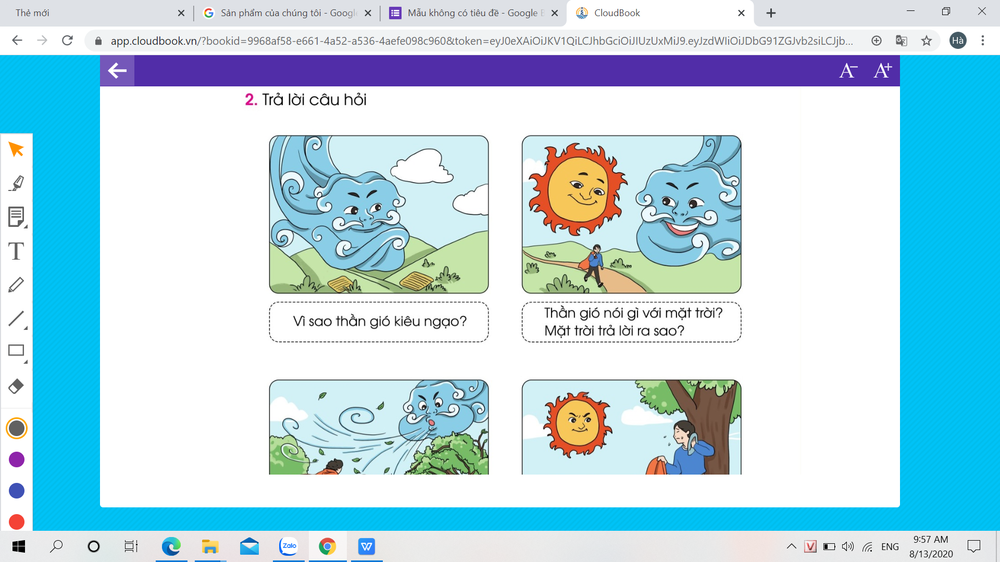 Thẻ mới
Sản phẩm của chúng tôi - Google
Mẫu không có tiêu đề - Google B
CloudBook
app.cloudbook.vn/?bookid=9968af58-e661-4a52-a536-4aefe098c960&token=eyJ0eXAiOiJKV1QiLCJhbGciOiJIUzUxMiJ9.eyJzdWIiOiJDbG91ZGJvb2siLCJjb...
Hà
A- A+
2. Trả lời câu hỏi
T
Vì sao thần gió kiêu ngạo?
Thần gió nói gì với mặt trời?
Mặt trời trả lời ra sao?
Zalo
W
V
ENG
9:57 AM
8/13/2020